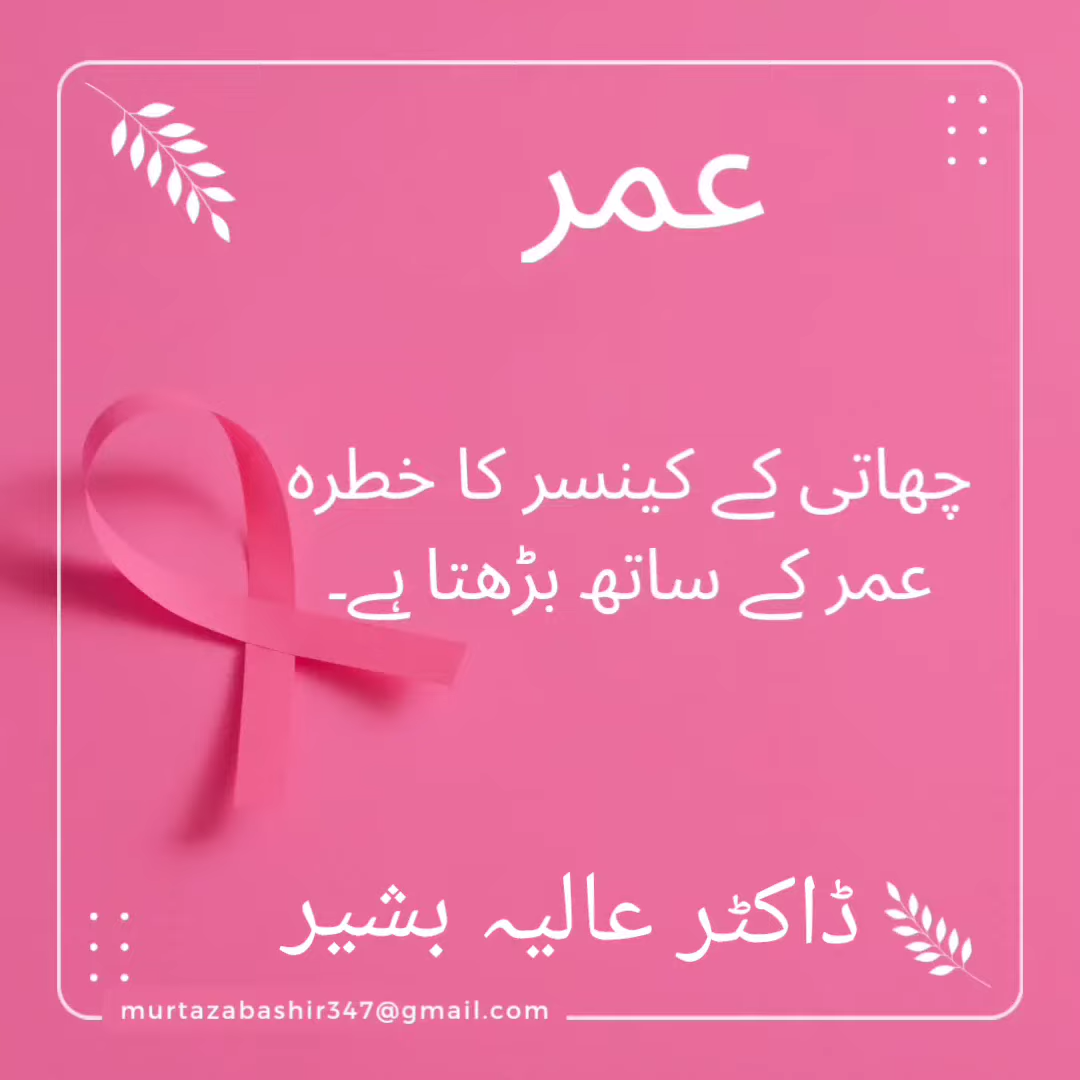 عمر
چھاتی کے کینسر کا خطرہ
عمر کے ساتھ بڑھتا ہے۔
ڈاکٹر عالیہ بشیر
murtazabashir347@gmail.com